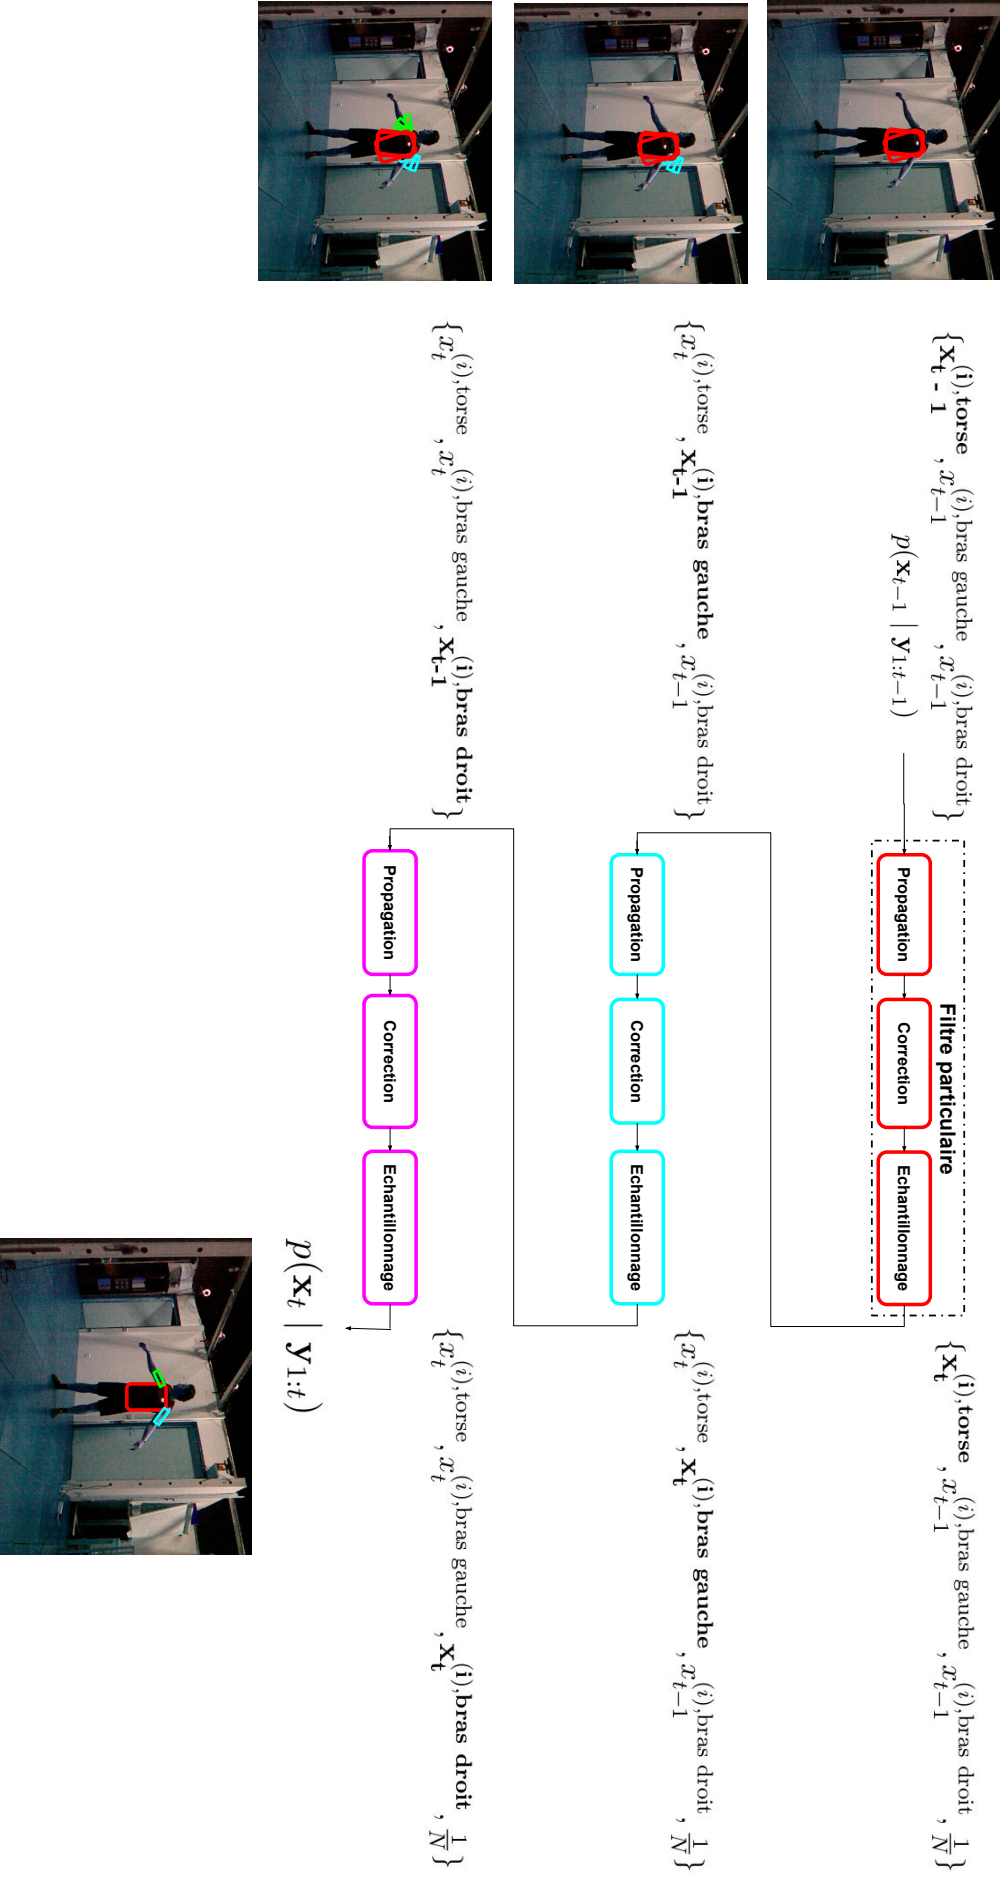 {x_{t - 1}^{(i),torse}, x_{t−1}^{(i),bras gauche}, x_{t−1}^{(i),bras droit}}
p(x_{t−1} | y_{1:t−1})
Filtre particulaire
Propagation
Correction
Echantillonnage
{x_t^{(i),torse}, x_{t−1}^{(i),bras gauche}, x_{t−1}^{(i),bras droit}, \frac{1}{N}}
{x_t^{(i),torse}, x_{t-1}^{(i),bras gauche}, x_{t−1}^{(i),bras droit}}
Propagation
Correction
Echantillonnage
{x_t^{(i),torse}, x_t^{(i),bras gauche}, x_{t−1}^{(i),bras droit}, \frac{1}{N}}
{x_t^{(i),torse}, x_t^{(i),bras gauche}, x_{t-1}^{(i),bras droit}}
Propagation
Correction
Echantillonnage
{x_t^{(i),torse}, x_t^{(i),bras gauche}, x_t^{(i),bras droit}, \frac{1}{N}}
p(x_t | y_{1:t})